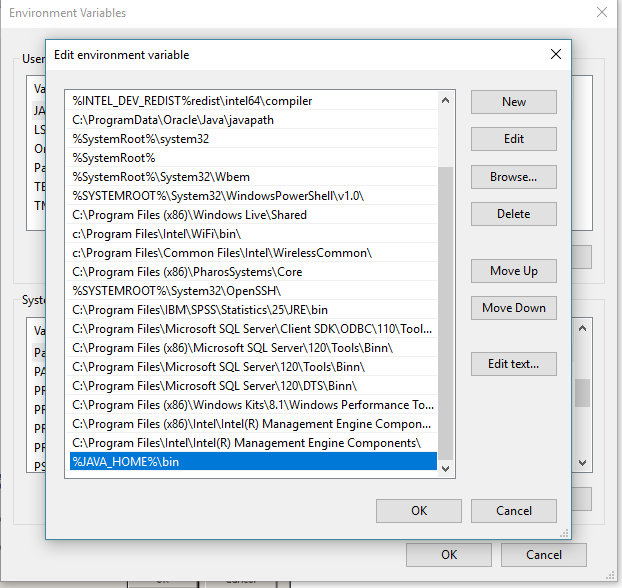 Environment Variables
Edit environment variable
User
Va
JA
LS
Or
Pa
TE
TM
%INTEL_DEV_REDIST%redist\intel64\compiler
C:\ProgramData\Oracle\Java\javapath
%SystemRoot%\system32
%SystemRoot%
%SystemRoot%\System32\Wbem
%SYSTEMROOT%\System32\WindowsPowerShell\v1.0\
C:\Program Files (x86)\Windows Live\Shared
c:\Program Files\Intel\WiFi\bin\
c:\Program Files\Common Files\Intel\WirelessCommon\
C:\Program Files (x86)\PharosSystems\Core
%SYSTEMROOT%\System32\OpenSSH\
C:\Program Files\IBM\SPSS\Statistics\25\JRE\bin
C:\Program Files\Microsoft SQL Server\Client SDK\ODBC\110\Tool...
C:\Program Files (x86)\Microsoft SQL Server\120\Tools\Binn\
C:\Program Files\Microsoft SQL Server\120\Tools\Binn\
C:\Program Files\Microsoft SQL Server\120\DTS\Binn\
C:\Program Files (x86)\Windows Kits\8.1\Windows Performance To...
C:\Program Files (x86)\Intel\Intel(R) Management Engine Compon...
C:\Program Files\Intel\Intel(R) Management Engine Components\
%JAVA_HOME%\bin
New
Edit
Browse...
Delete
Move Up
Move Down
Edit text...
Syste
Va
Pa
PA
PR
PR
PR
PR
PS
OK
Cancel
OK
Cancel